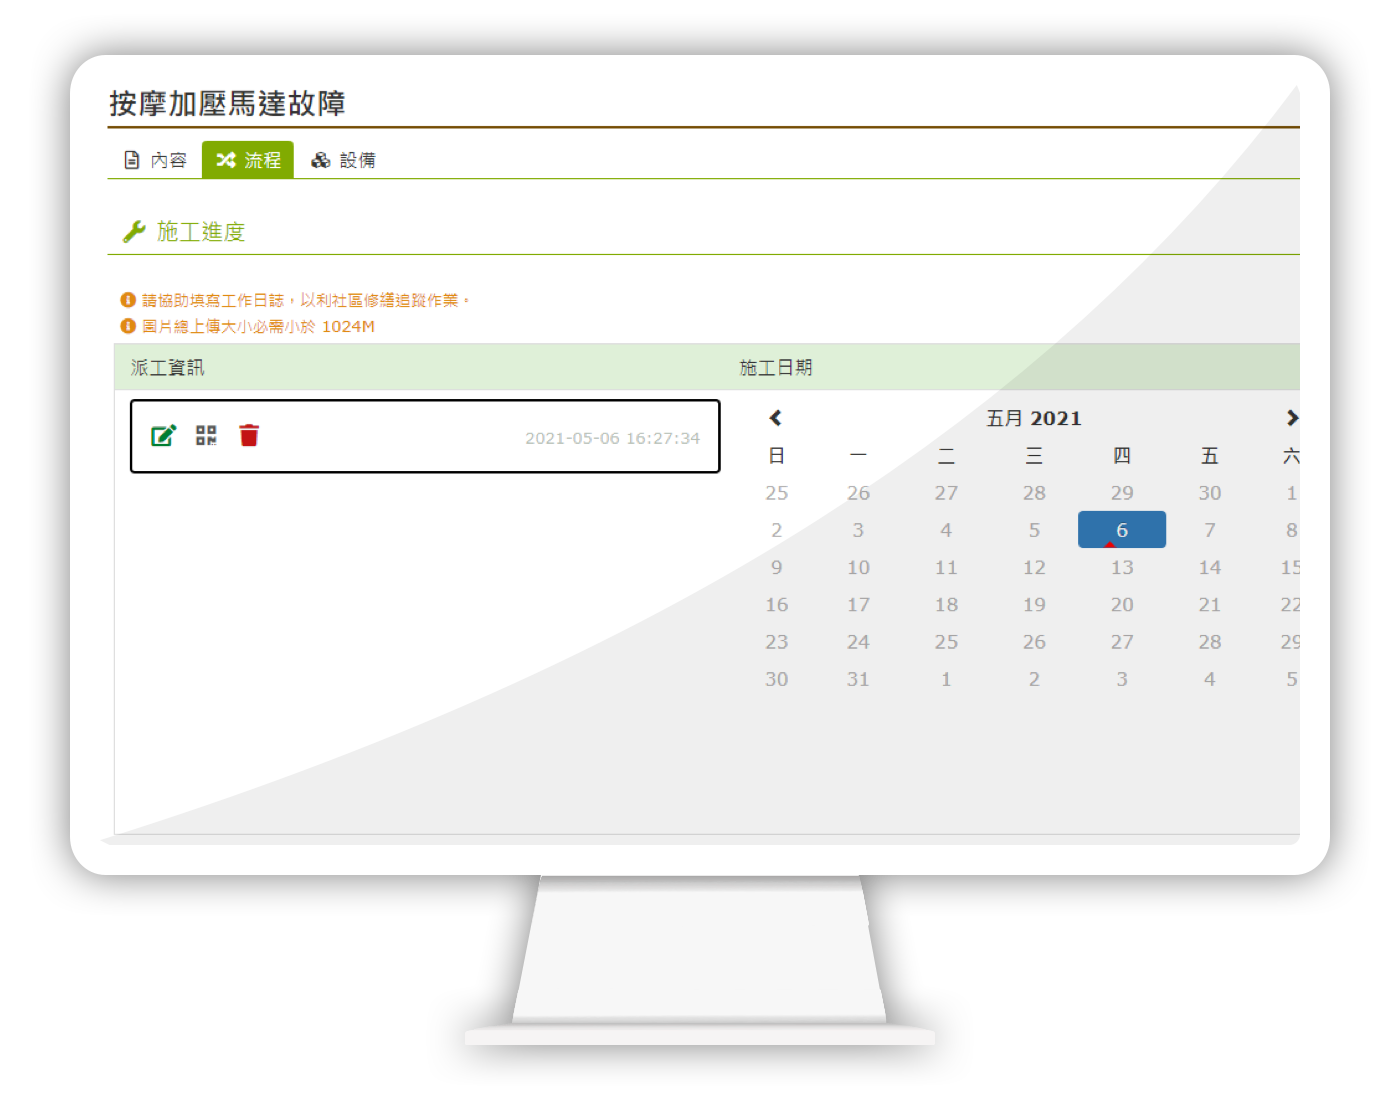 按摩加壓馬達故障
內容 流程 設備
施工進度
請協助填寫工作日誌，以利社區修繕追蹤作業。
圖片總上傳大小必需小於 1024M
派工資訊 施工日期
2021-05-06 16:27:34
五月 2021
日 一 二 三 四 五 六
25 26 27 28 29 30 1
2 3 4 5 6 7 8
9 10 11 12 13 14 15
16 17 18 19 20 21 22
23 24 25 26 27 28 29
30 31 1 2 3 4 5